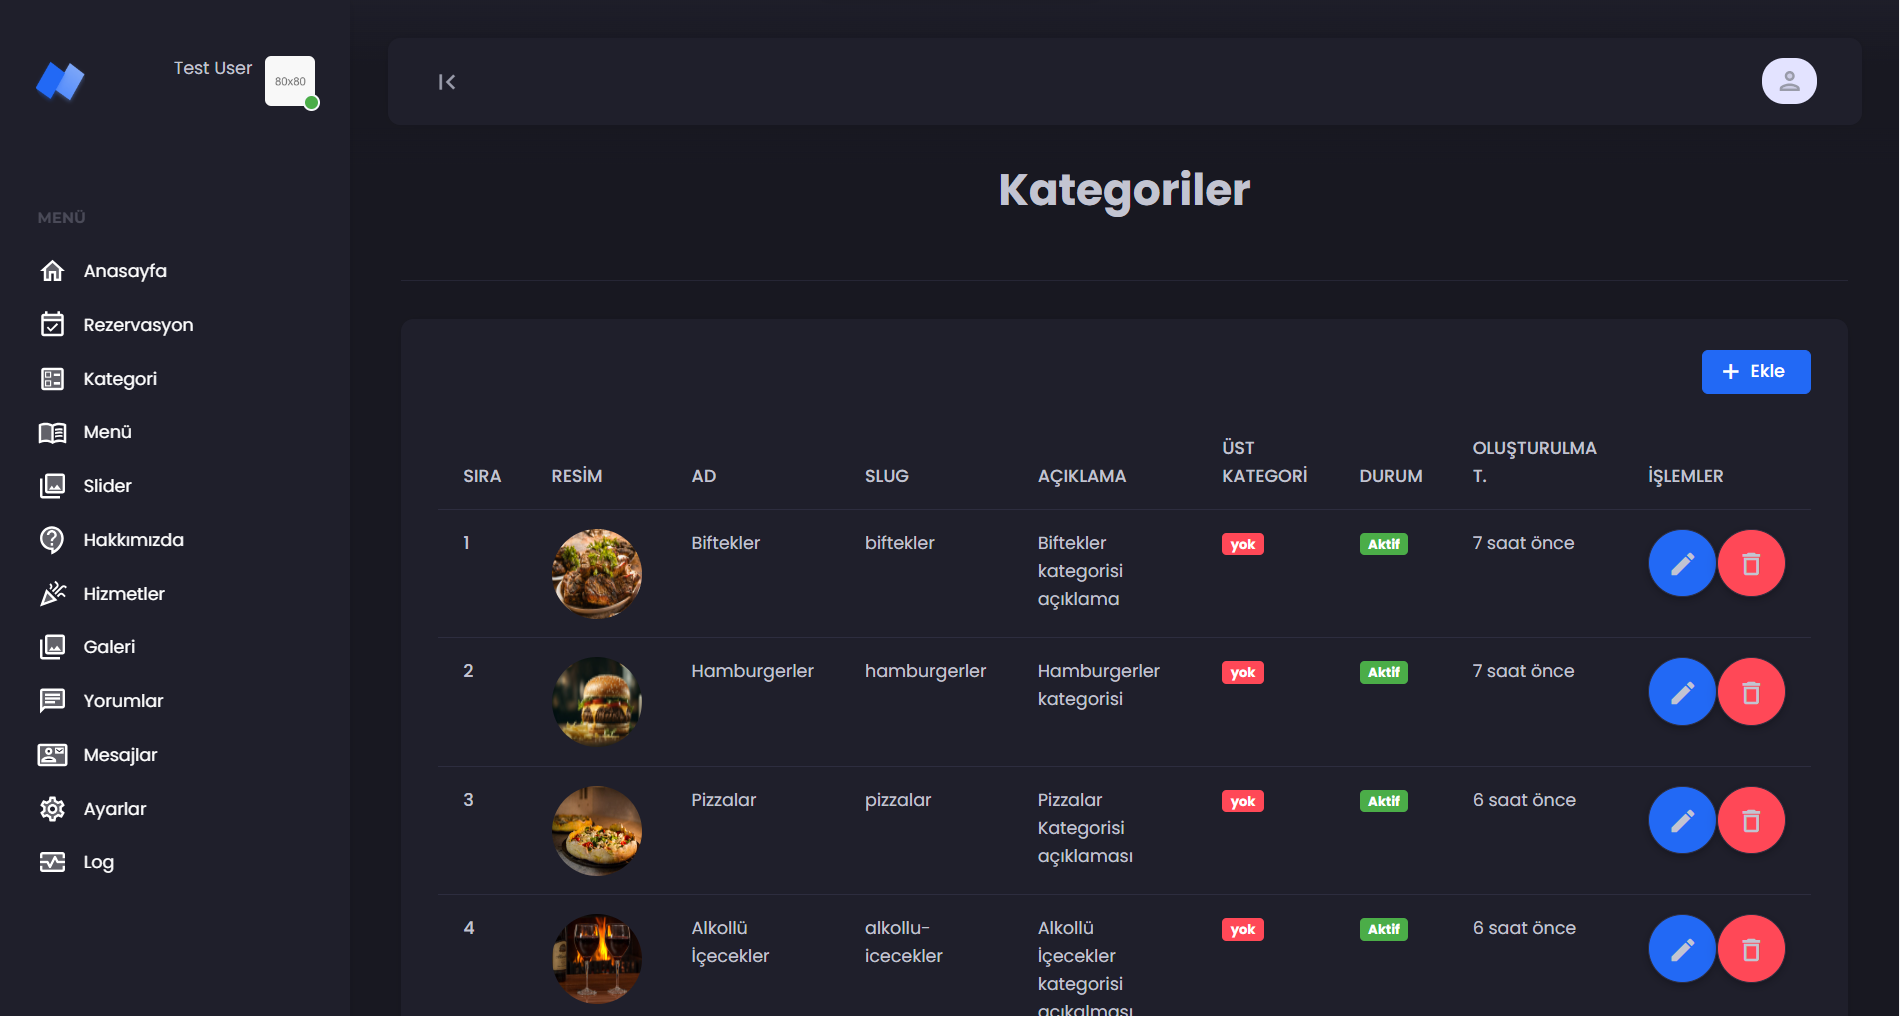 Test User
80x80
Kategoriler
MENÜ
Anasayfa
Rezervasyon
Kategori
Menü
Slider
Hakkımızda
Hizmetler
Galeri
Yorumlar
Mesajlar
Ayarlar
Log
Ekle
SIRA
RESİM
AD
SLUG
AÇIKLAMA
ÜST
KATEGORİ
DURUM
OLUŞTURULMA
T.
İŞLEMLER
1
Biftekler
biftekler
Biftekler
kategorisi
açıklama
yok
Aktif
7 saat önce
2
Hamburgerler
hamburgerler
Hamburgerler
kategorisi
yok
Aktif
7 saat önce
3
Pizzalar
pizzalar
Pizzalar
Kategorisi
açıklaması
yok
Aktif
6 saat önce
4
Alkollü
İçecekler
alkollu-
icecekler
Alkollü
İçecekler
kategorisi
açıkalması
yok
Aktif
6 saat önce